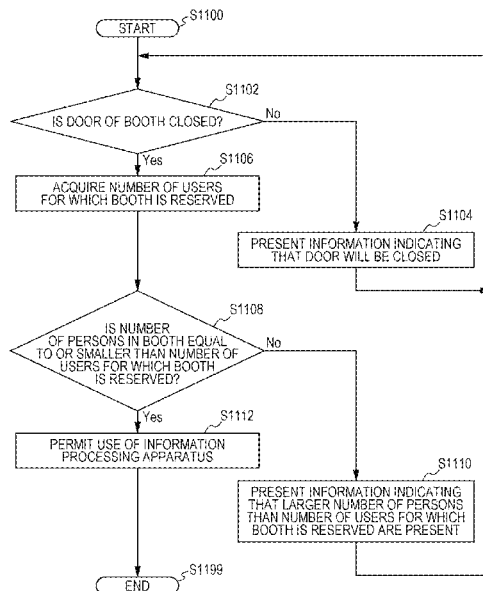 S1100
START
S1102
IS DOOR OF BOOTH CLOSED?
No
Yes
S1106
ACQUIRE NUMBER OF USERS
FOR WHICH BOOTH IS RESERVED
S1104
PRESENT INFORMATION INDICATING
THAT DOOR WILL BE CLOSED
S1108
IS NUMBER
OF PERSONS IN BOOTH EQUAL
TO OR SMALLER THAN NUMBER OF
USERS FOR WHICH BOOTH
IS RESERVED?
No
Yes
S1112
PERMIT USE OF INFORMATION
PROCESSING APPARATUS
S1110
PRESENT INFORMATION INDICATING
THAT LARGER NUMBER OF PERSONS
THAN NUMBER OF USERS FOR WHICH
BOOTH IS RESERVED ARE PRESENT
S1199
END